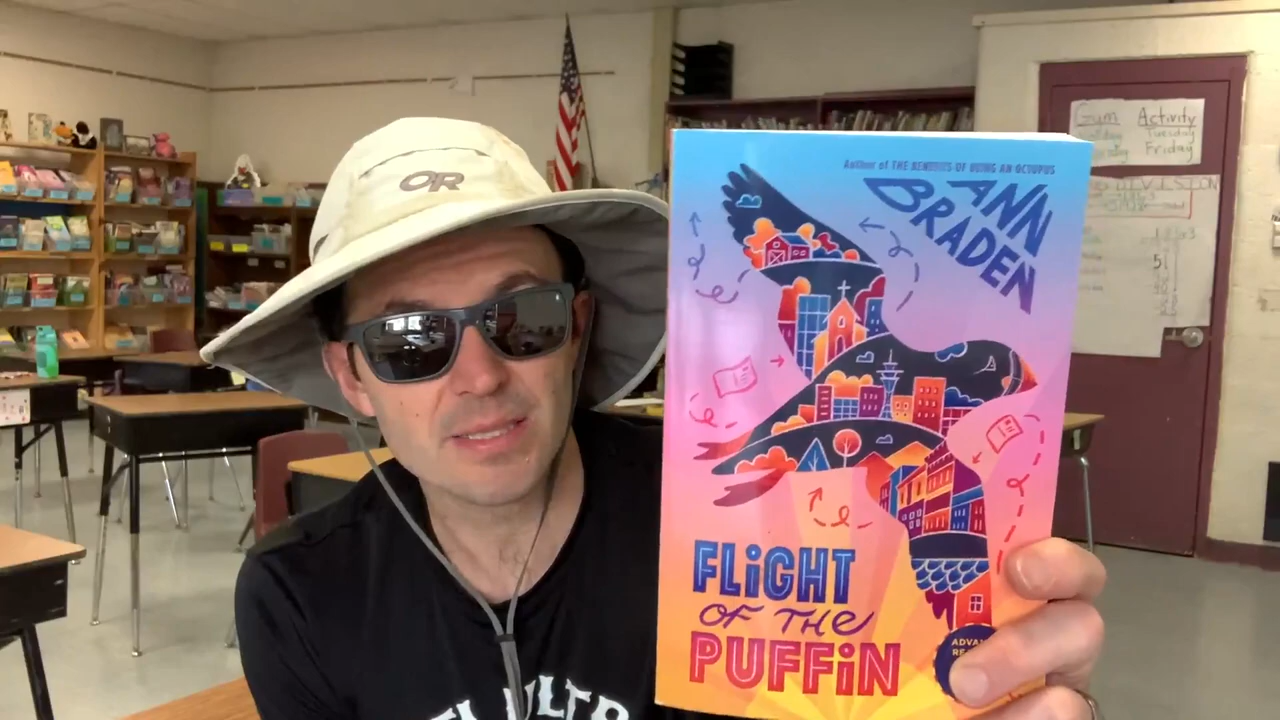 OR
Author of THE BENEFITS OF BEING AN OCTOPUS
ANN
BRADEN
FLiGHT
OF THE
PUFFiN
Gum Activity
Tuesday
Friday
DIVISION